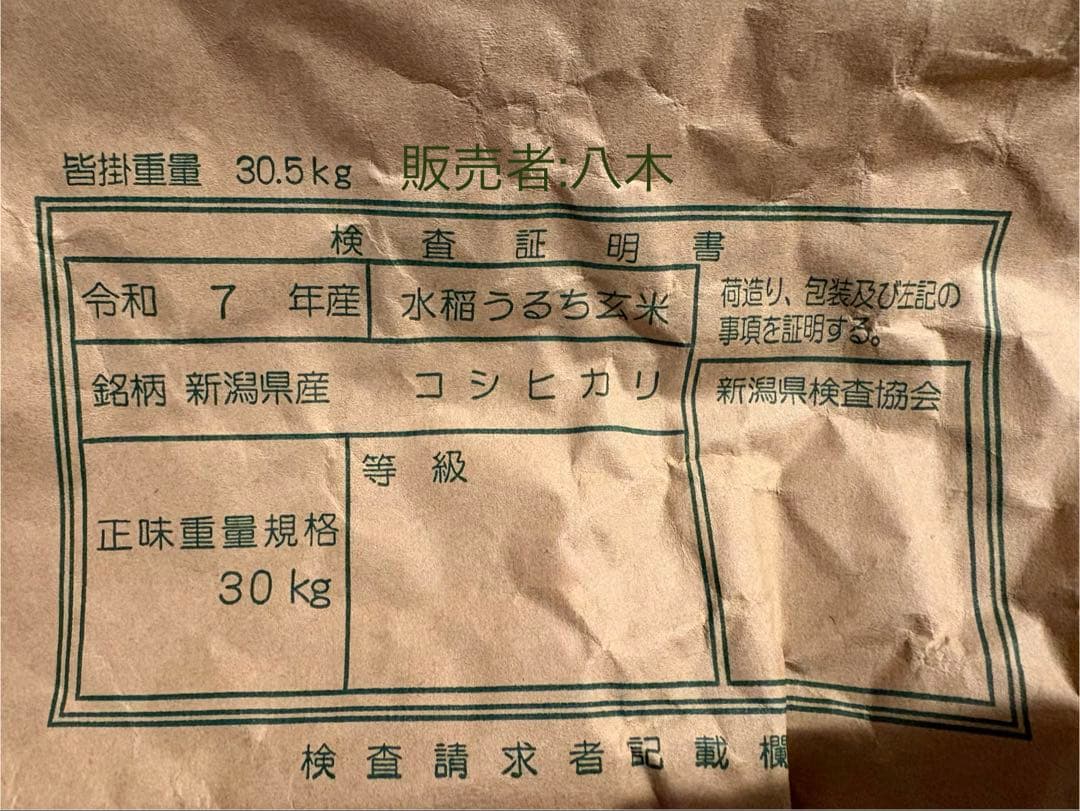 皆掛重量 30.5kg 販売者:八木
検査証明書
令和 7 年産 水稲うるち玄米
荷造り、包装及び左記の
事項を証明する。
銘柄 新潟県産 コシヒカリ
新潟県検査協会
等級
正味重量規格
30kg
検査請求者記載欄